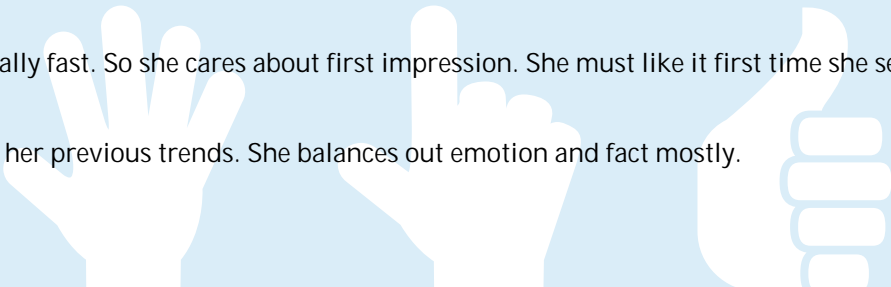 ally fast. So she cares about first impression. She must like it first time she se
her previous trends. She balances out emotion and fact mostly.